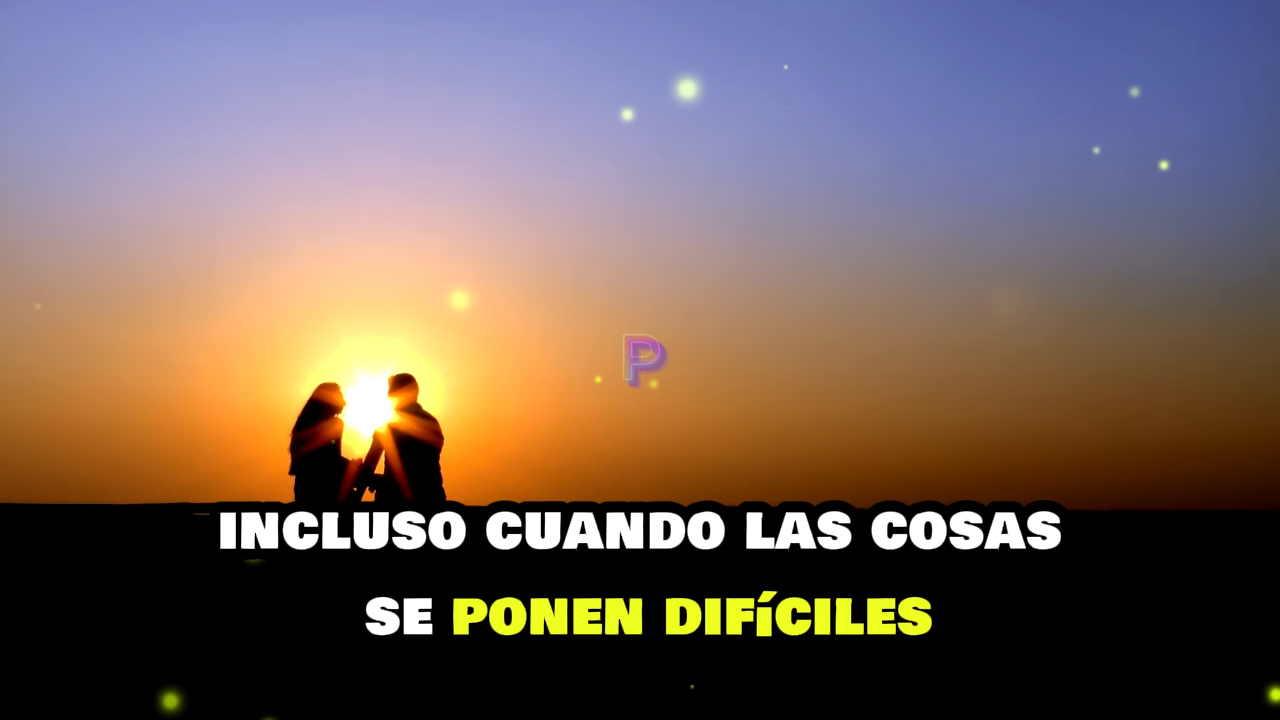 P
INCLUSO CUANDO LAS COSAS
SE PONEN DIFÍCILES